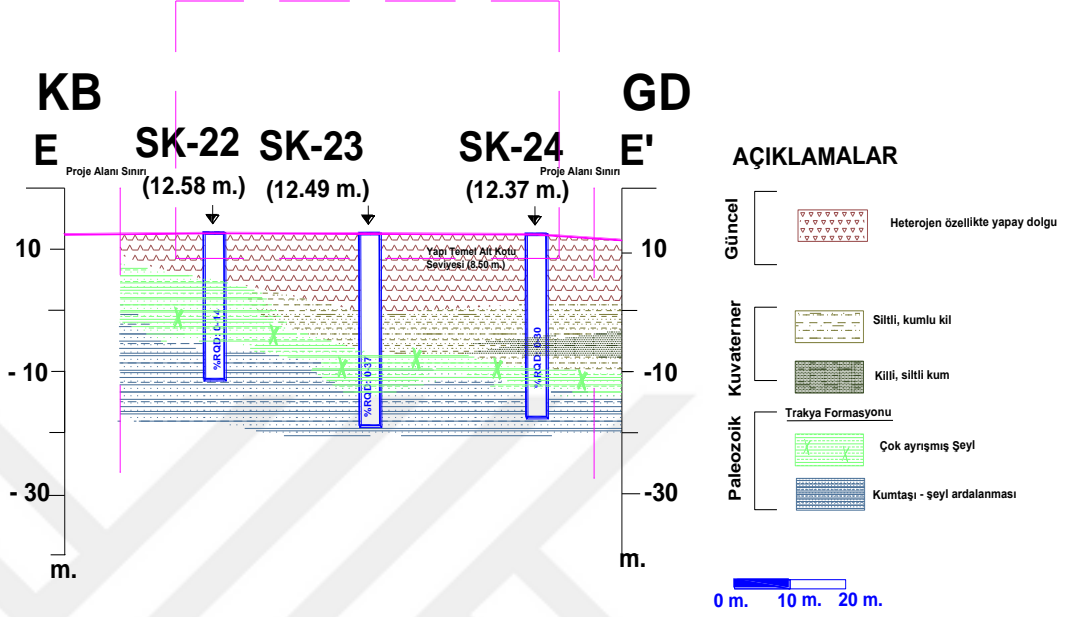 KB
GD
E
SK-22
SK-23
SK-24
E'
Proje Alanı Sınırı
Proje Alanı Sınırı
(12.58 m.)
(12.49 m.)
(12.37 m.)
10
10
Yapı Temel Alt Kotu
Seviyesi (8.50 m.)
%RQD: 0-14
%RQD: 0-37
%RQD: 0-30
- 10
-10
- 30
-30
m.
m.
AÇIKLAMALAR
Güncel
Heterojen özellikte yapay dolgu
Kuvaterner
Siltli, kumlu kil
Killi, siltli kum
Paleozoik
Trakya Formasyonu
Çok ayrışmış Şeyl
Kumtaşı - şeyl ardalanması
0 m. 10 m. 20 m.